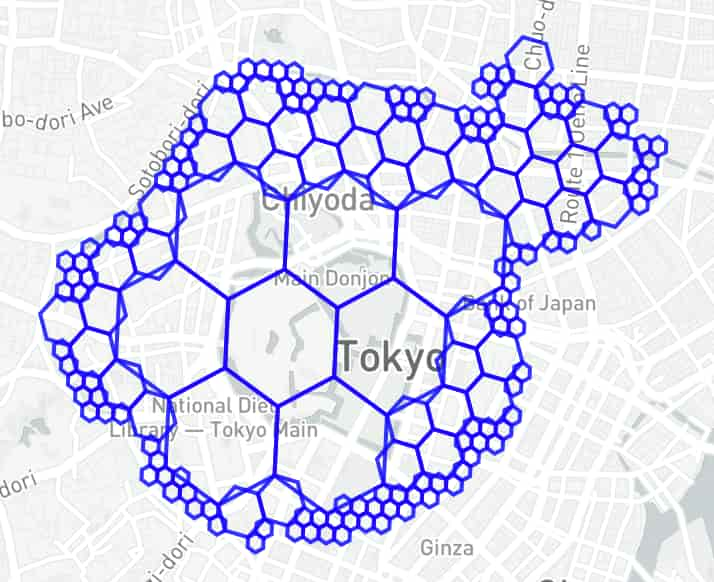 Chuo-d
bo-dori Ave
Sotobori-dori
Route 1 Ueno Line
Chiyoda
Main Donjon
Bank of Japan
Tokyo
National Diet
Library — Tokyo Main
dori
Ginza
gi-dori